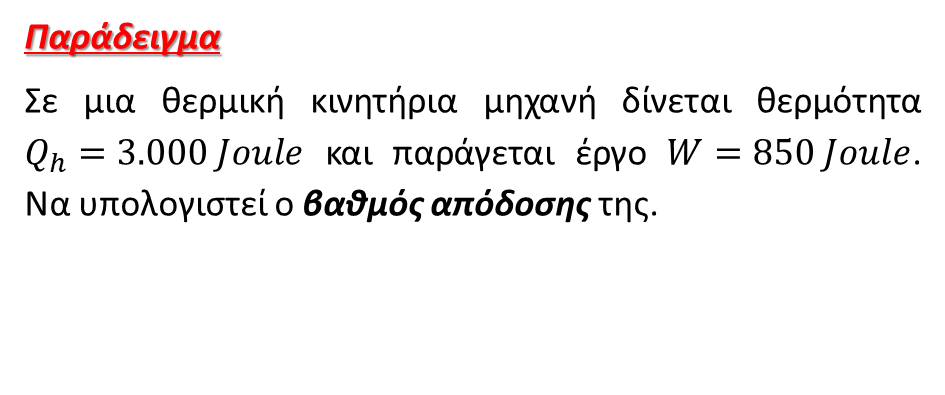 Παράδειγμα
Σε μια θερμική κινητήρια μηχανή δίνεται θερμότητα
Qₕ = 3.000 Joule και παράγεται έργο W = 850 Joule.
Να υπολογιστεί ο βαθμός απόδοσης της.